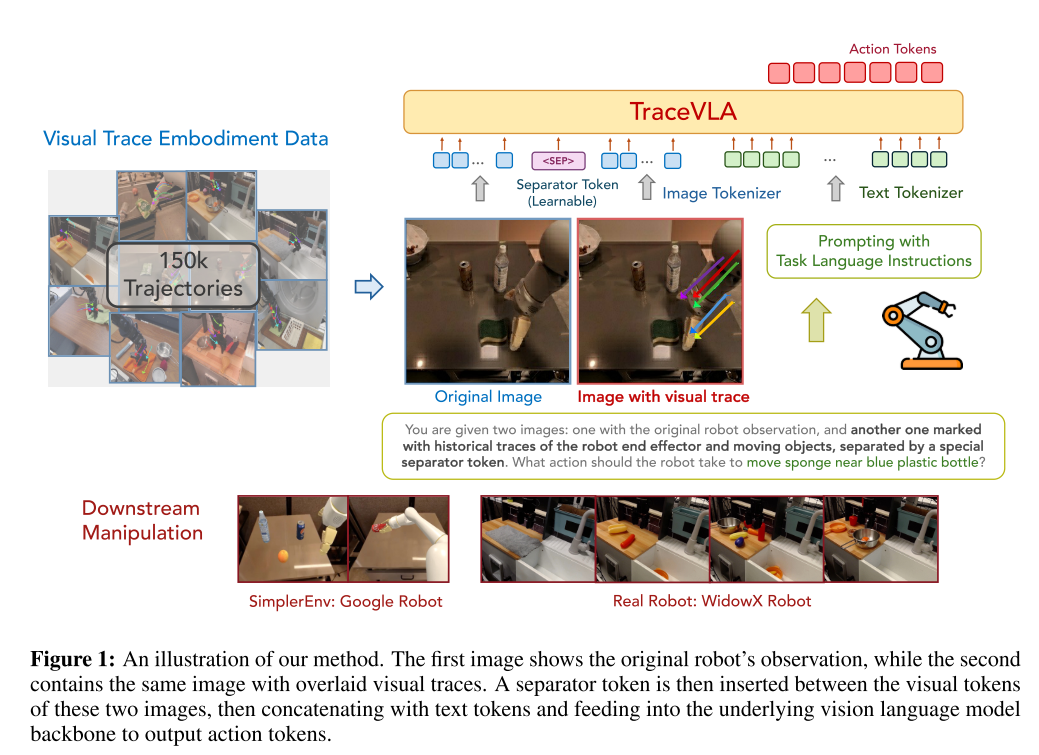 Action Tokens
TraceVLA
Visual Trace Embodiment Data
...
<SEP>
...
...
Separator Token
(Learnable)
Image Tokenizer
Text Tokenizer
150k
Trajectories
Prompting with
Task Language Instructions
Original Image
Image with visual trace
You are given two images: one with the original robot observation, and another one marked
with historical traces of the robot end effector and moving objects, separated by a special
separator token. What action should the robot take to move sponge near blue plastic bottle?
Downstream
Manipulation
SimplerEnv: Google Robot
Real Robot: WidowX Robot
Figure 1: An illustration of our method. The first image shows the original robot's observation, while the second
contains the same image with overlaid visual traces. A separator token is then inserted between the visual tokens
of these two images, then concatenating with text tokens and feeding into the underlying vision language model
backbone to output action tokens.